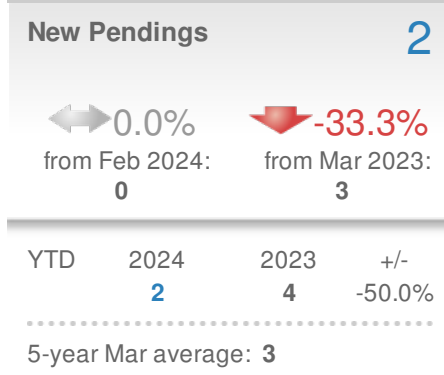 New Pendings 2
0.0% -33.3%
from Feb 2024: from Mar 2023:
0 3
YTD 2024 2023 +/-
2 4 -50.0%
5-year Mar average: 3